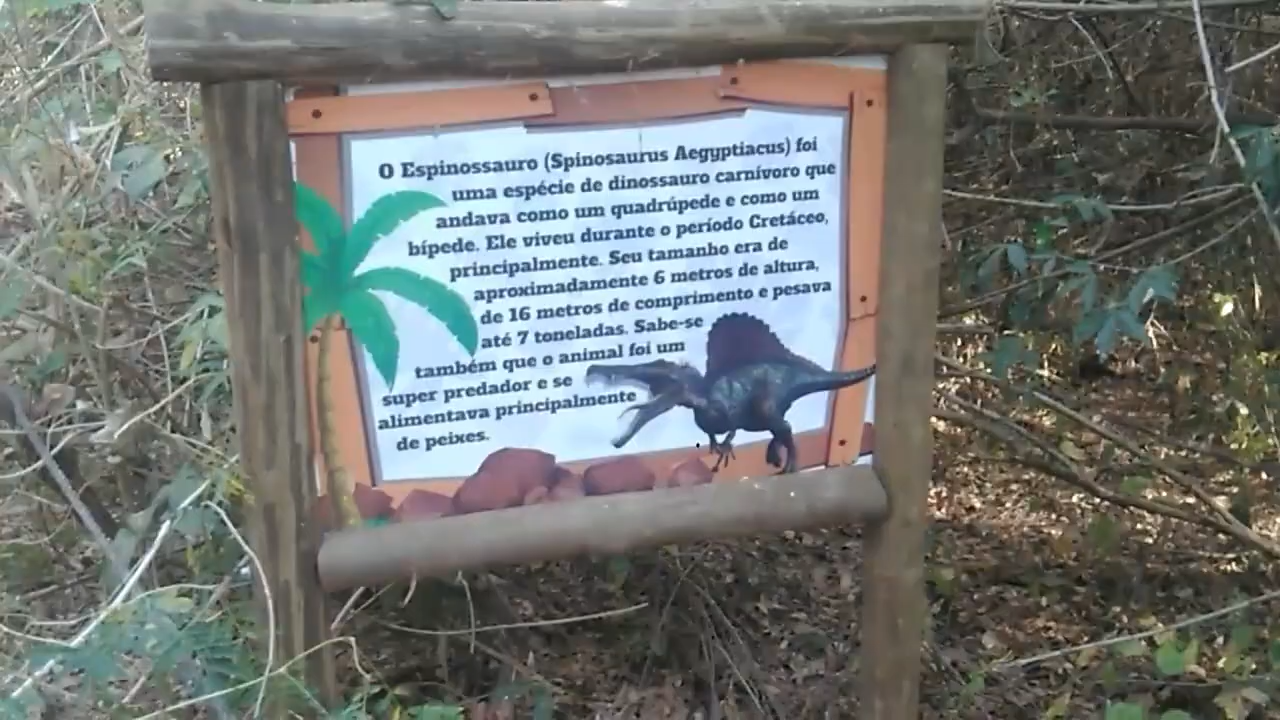 O Espinossauro (Spinosaurus Aegyptiacus) foi
uma espécie de dinossauro carnívoro que
andava como um quadrúpede e como um
bípede. Ele viveu durante o período Cretáceo,
principalmente. Seu tamanho era de
aproximadamente 6 metros de altura,
de 16 metros de comprimento e pesava
até 7 toneladas. Sabe-se
também que o animal foi um
super predador e se
alimentava principalmente
de peixes.